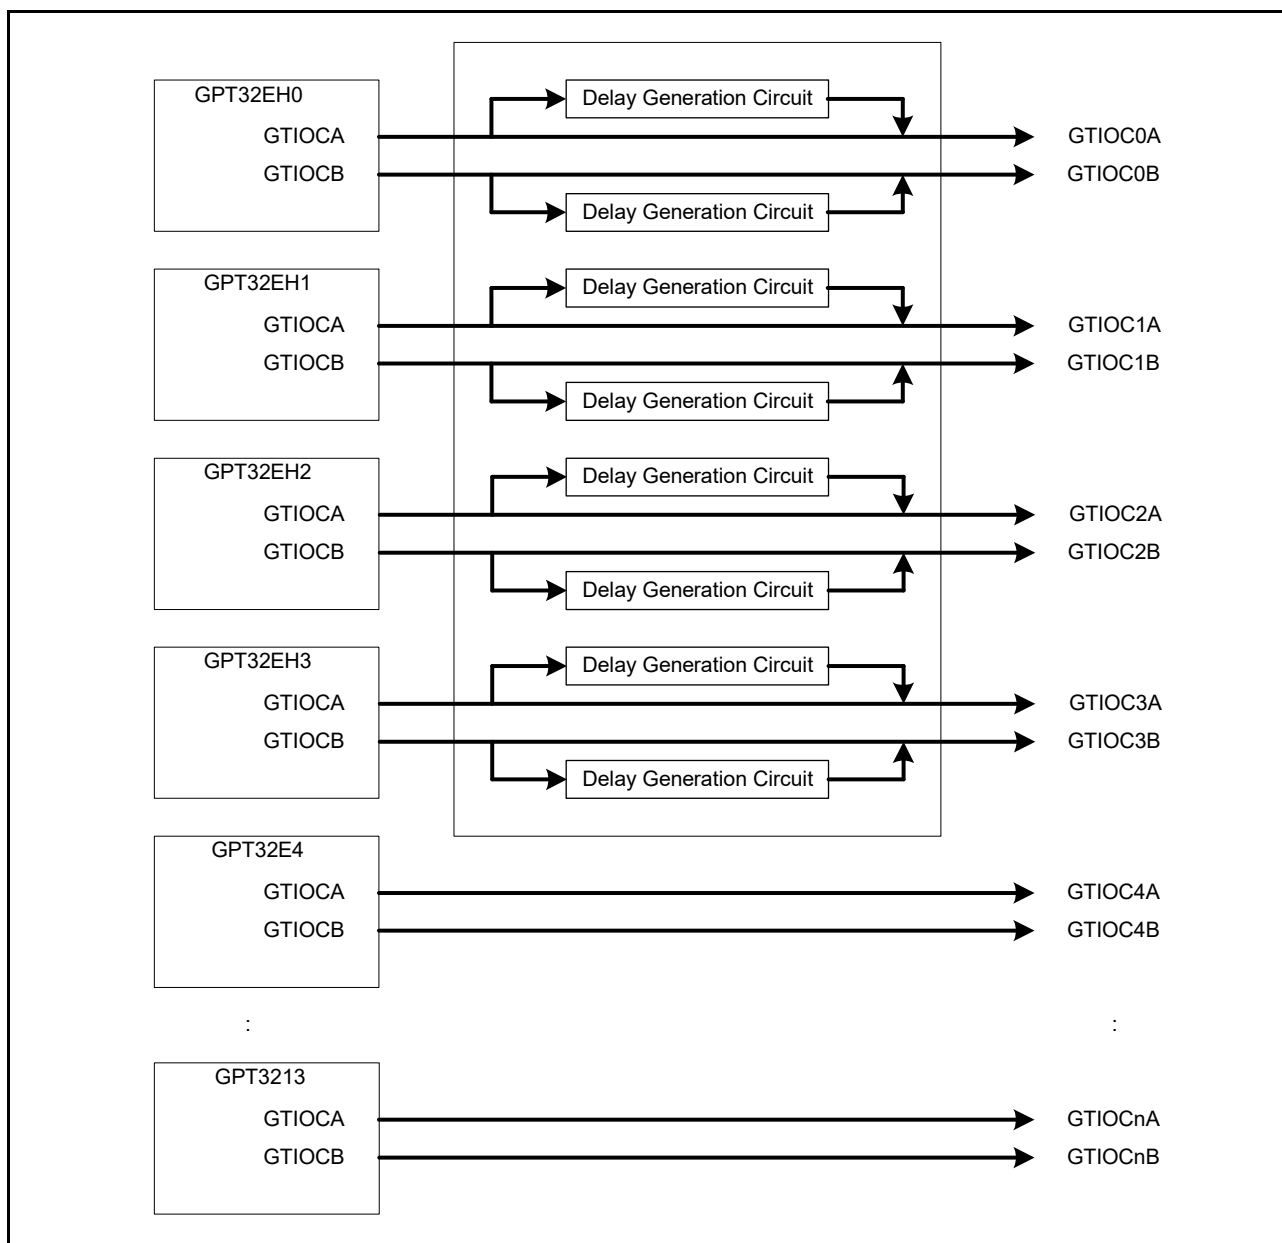 GPT32EH0
Delay Generation Circuit
GTIOCA
GTIOC0A
GTIOCB
GTIOC0B
Delay Generation Circuit
GPT32EH1
Delay Generation Circuit
GTIOCA
GTIOC1A
GTIOCB
GTIOC1B
Delay Generation Circuit
GPT32EH2
Delay Generation Circuit
GTIOCA
GTIOC2A
GTIOCB
GTIOC2B
Delay Generation Circuit
GPT32EH3
Delay Generation Circuit
GTIOCA
GTIOC3A
GTIOCB
GTIOC3B
Delay Generation Circuit
GPT32E4
GTIOCA
GTIOC4A
GTIOCB
GTIOC4B
:
:
GPT3213
GTIOCA
GTIOCnA
GTIOCB
GTIOCnB